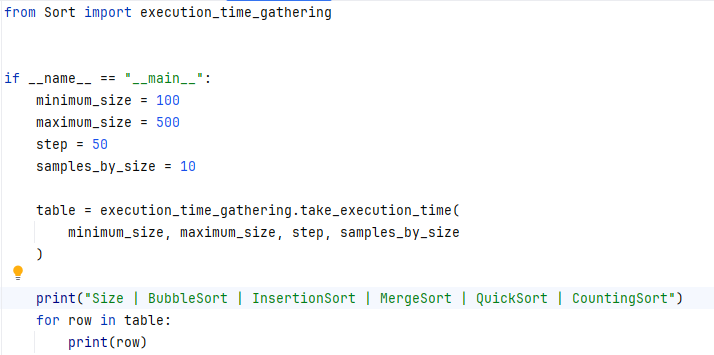 from Sort import execution_time_gathering
if __name__ == "__main__":
minimum_size = 100
maximum_size = 500
step = 50
samples_by_size = 10
table = execution_time_gathering.take_execution_time(
minimum_size, maximum_size, step, samples_by_size
)
print("Size | BubbleSort | InsertionSort | MergeSort | QuickSort | CountingSort")
for row in table:
print(row)